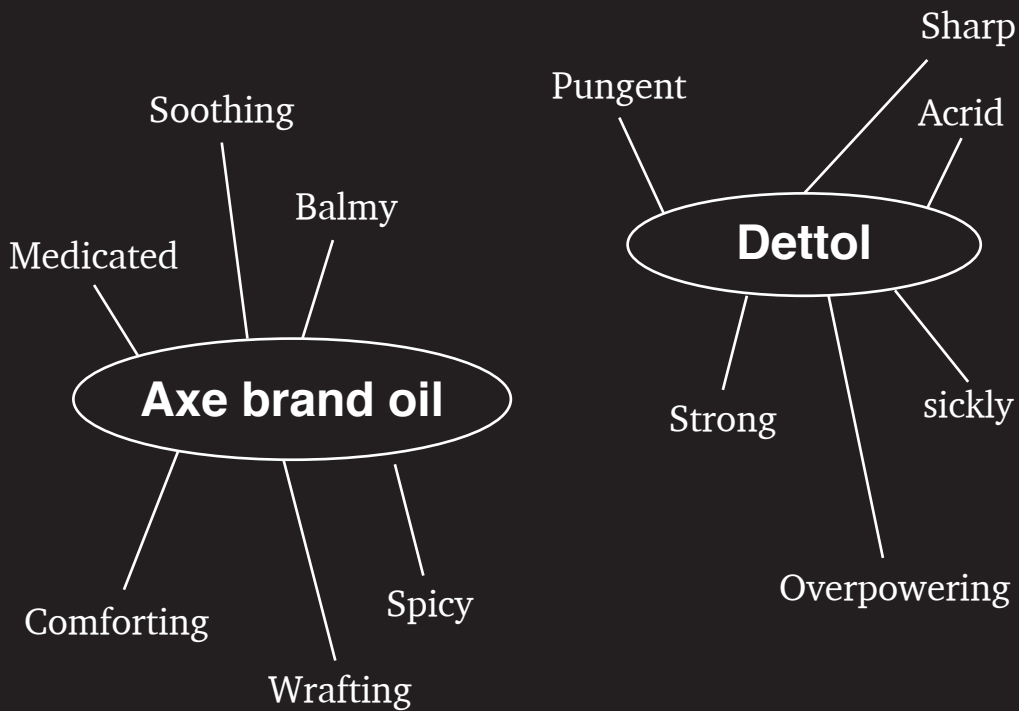 Sharp
Pungent
Acrid
Soothing
Balmy
Medicated
Dettol
Axe brand oil
Strong
sickly
Overpowering
Spicy
Comforting
Wrafting